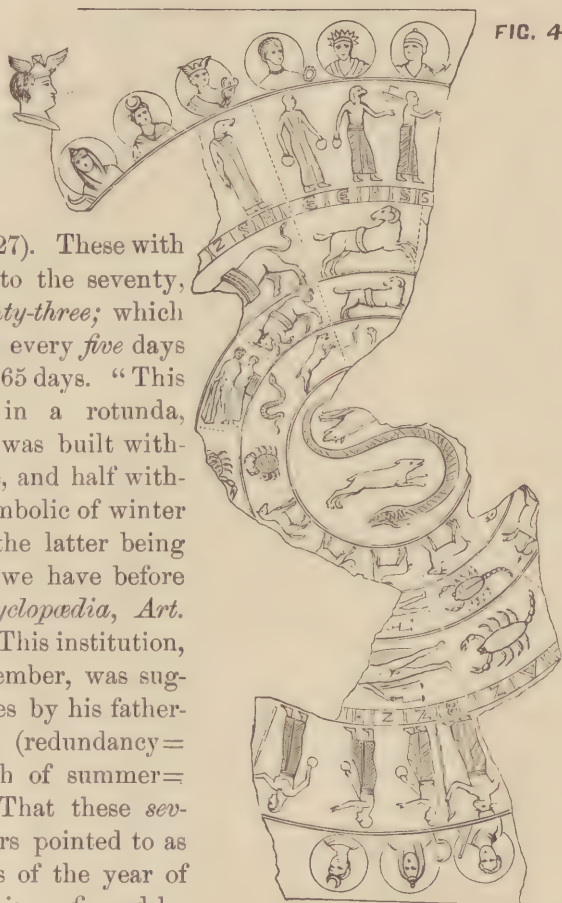 FIG. 4
27). These with
to the seventy,
nty-three; which
every five days
65 days. “This
in a rotunda,
was built with-
, and half with-
mbolic of winter
the latter being
we have before
yclopædia, Art.
This institution,
ember, was sug-
es by his father-
(redundancy=
h of summer=
That these sev-
rs pointed to as
s of the year of